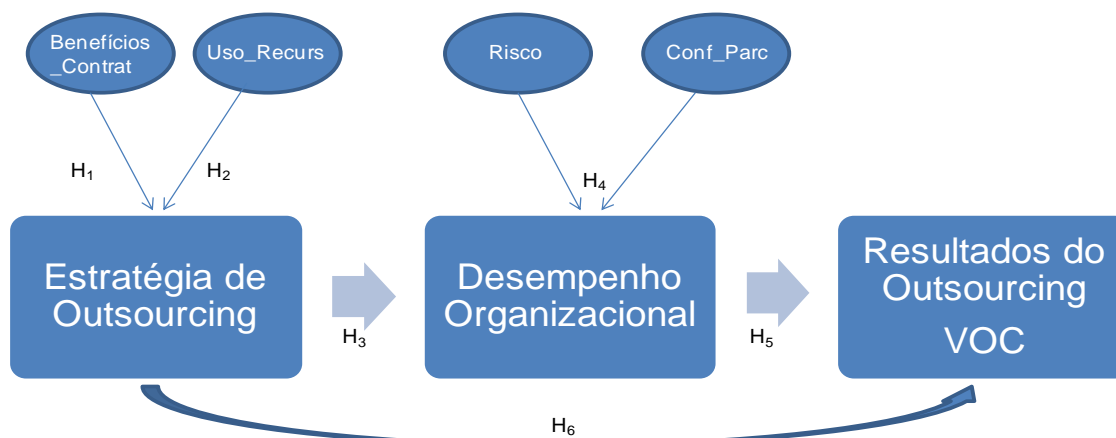 Benefícios
_Contrat
Uso_Recurs
Risco
Conf_Parc
H₁
H₂
H₄
Estratégia de
Outsourcing
H₃
Desempenho
Organizacional
H₅
Resultados do
Outsourcing
VOC
H₆